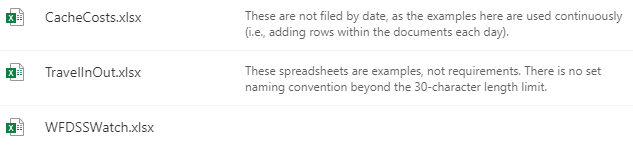 CacheCosts.xlsx
These are not filed by date, as the examples here are used continuously
(i.e., adding rows within the documents each day).
TravelInOut.xlsx
These spreadsheets are examples, not requirements. There is no set
naming convention beyond the 30-character length limit.
WFDSSWatch.xlsx